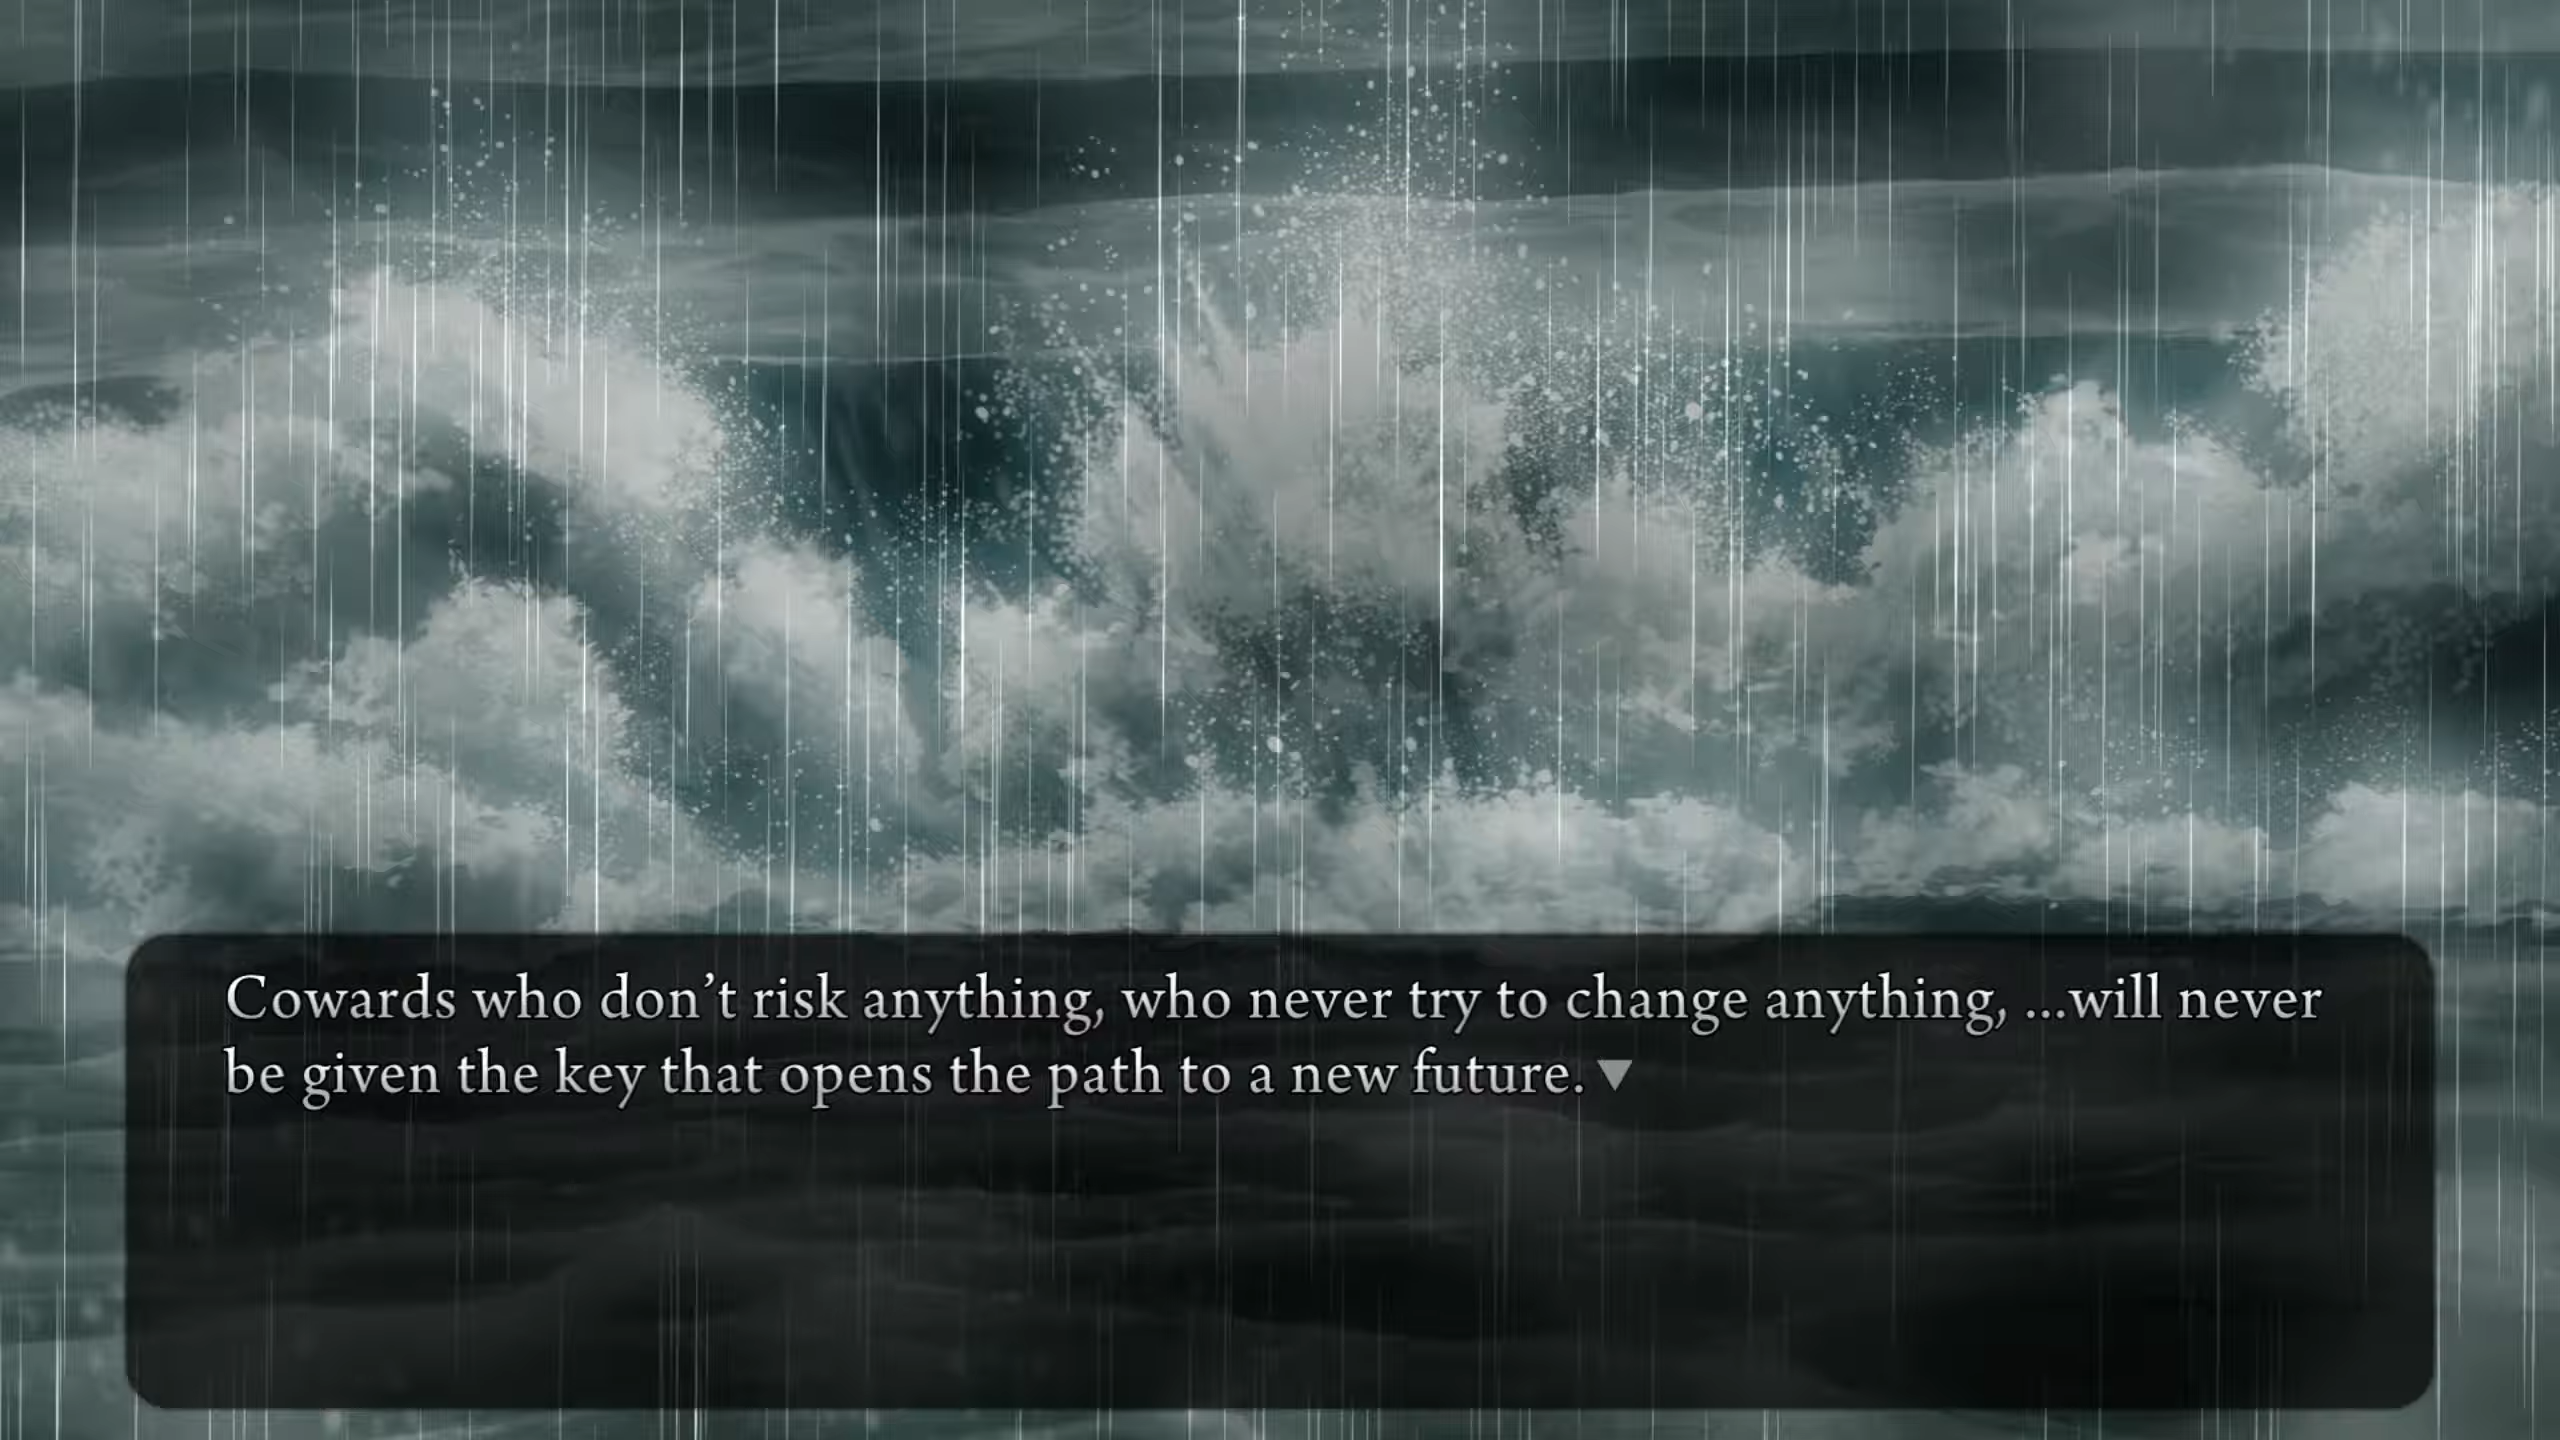 Cowards who don’t risk anything, who never try to change anything, ...will never
be given the key that opens the path to a new future.